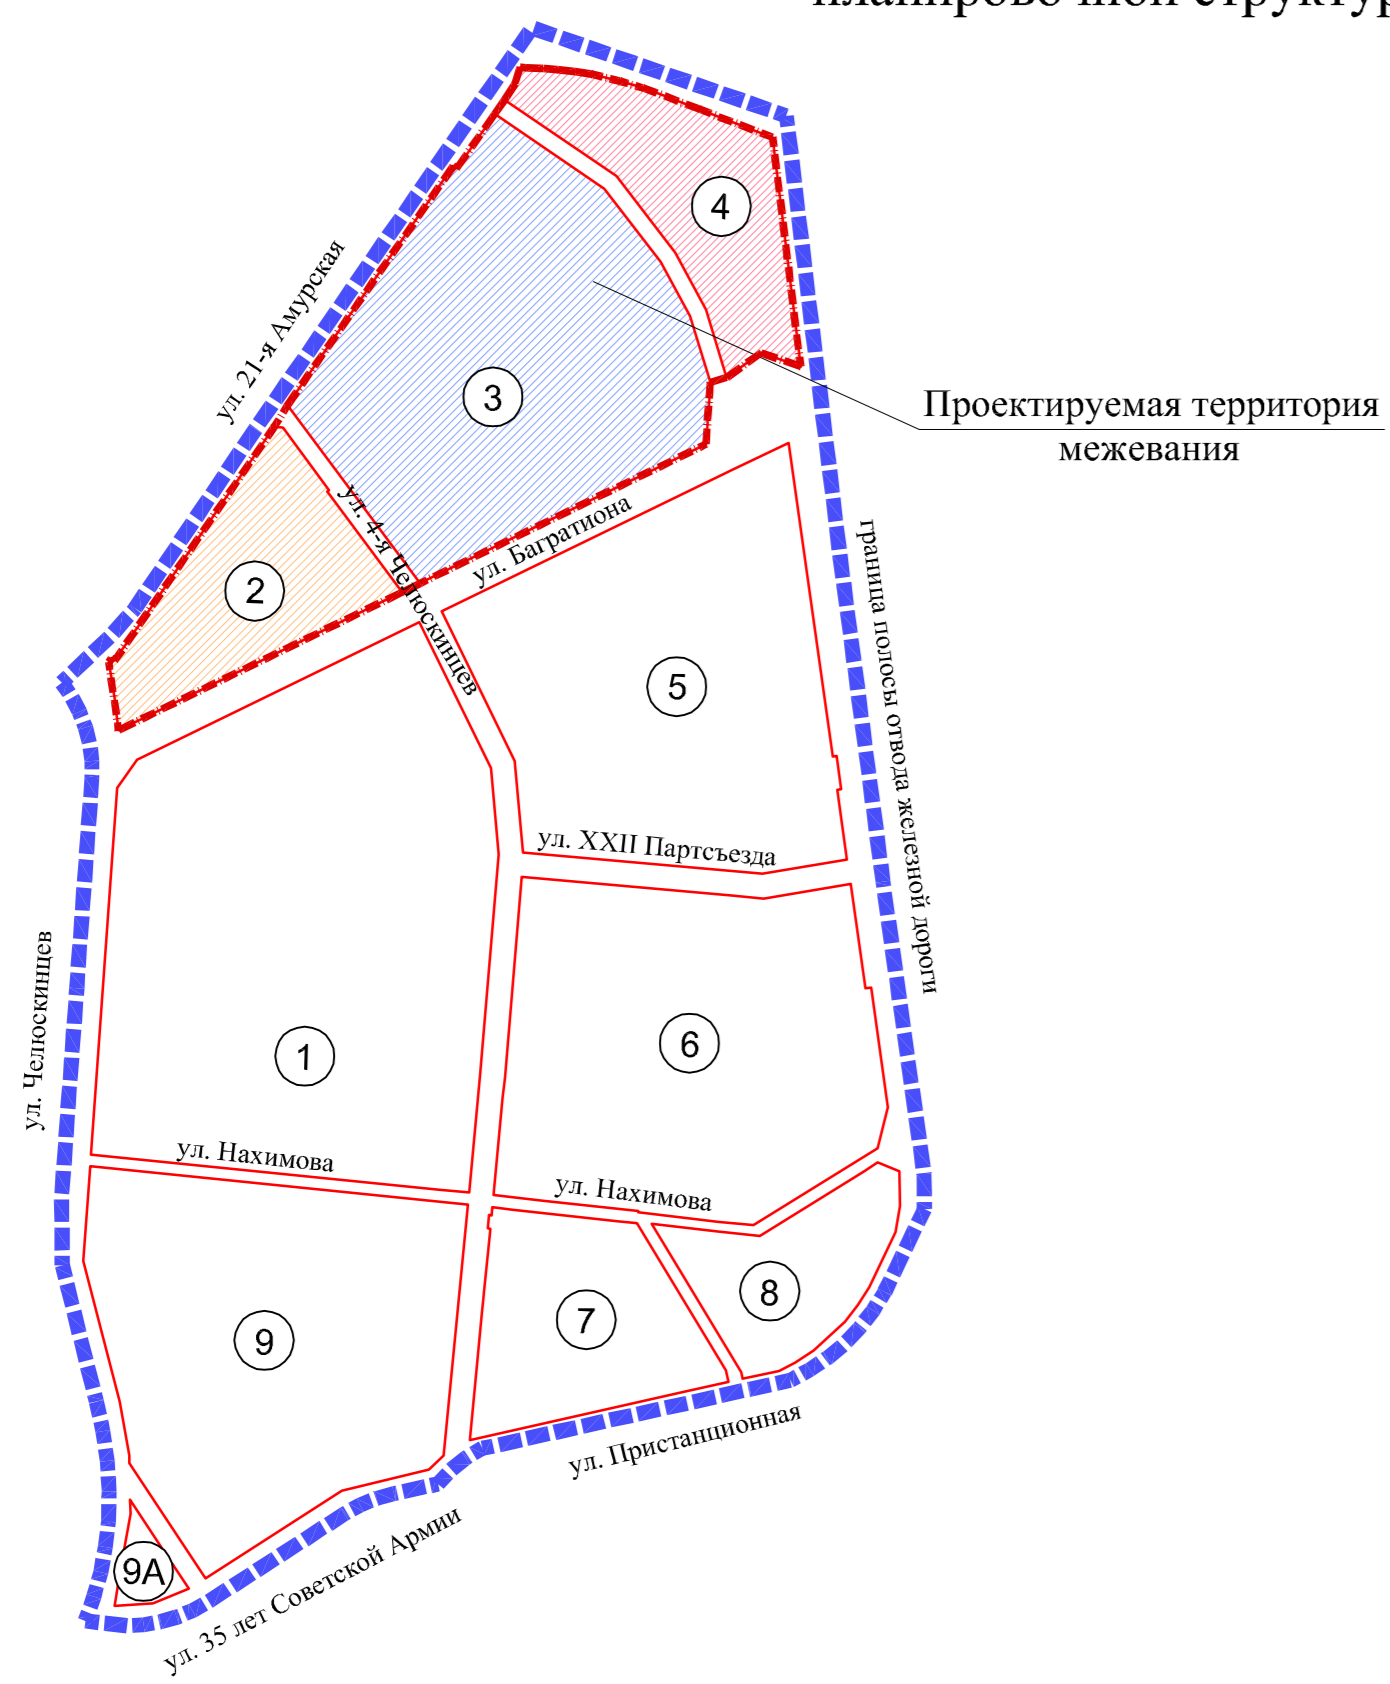 планировочной структур
4
ул. 21-я Амурская
3
Проектируемая территория
межевания
ул. 4-я Челюскинцев
ул. Багратиона
2
граница полосы отвода железной дороги
5
ул. XXII Партсъезда
ул. Челюскинцев
1
6
ул. Нахимова
ул. Нахимова
8
7
9
ул. Пристанционная
9А
ул. 35 лет Советской Армии